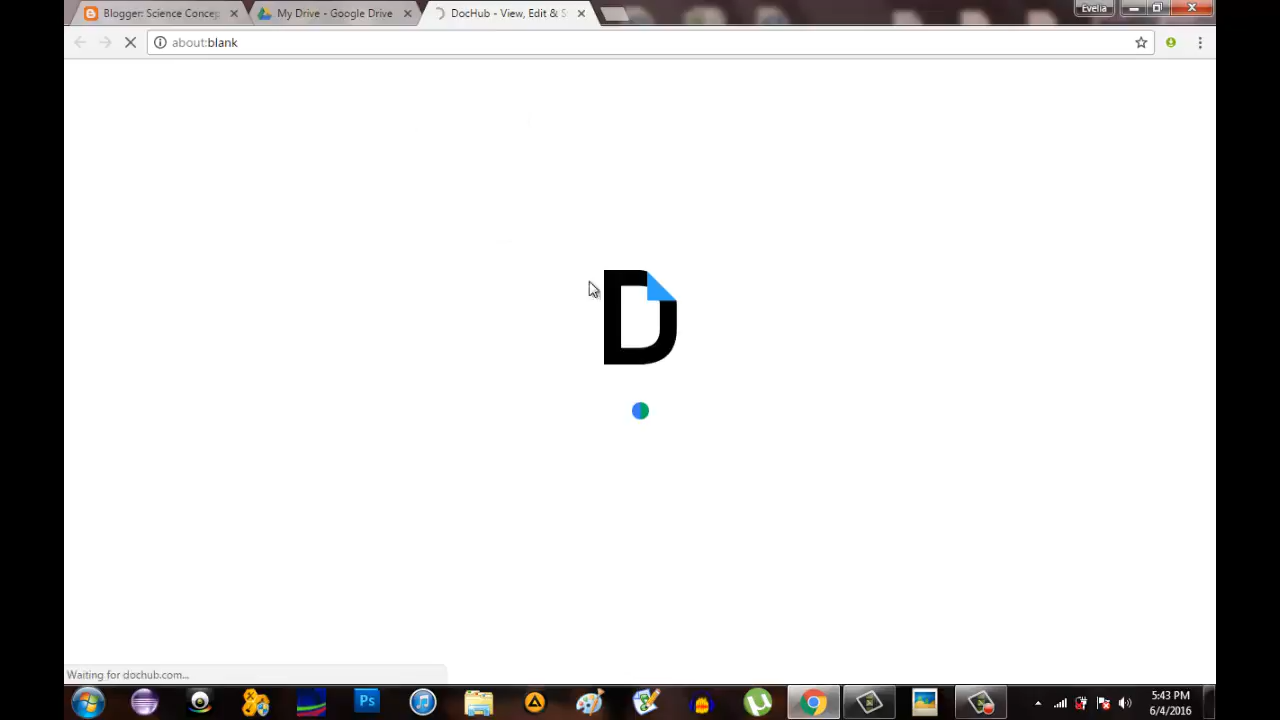 Blogger: Science Concep
My Drive - Google Drive
DocHub - View, Edit & S
Evelia
about:blank
D
Waiting for dochub.com...
Ps
5:43 PM
6/4/2016